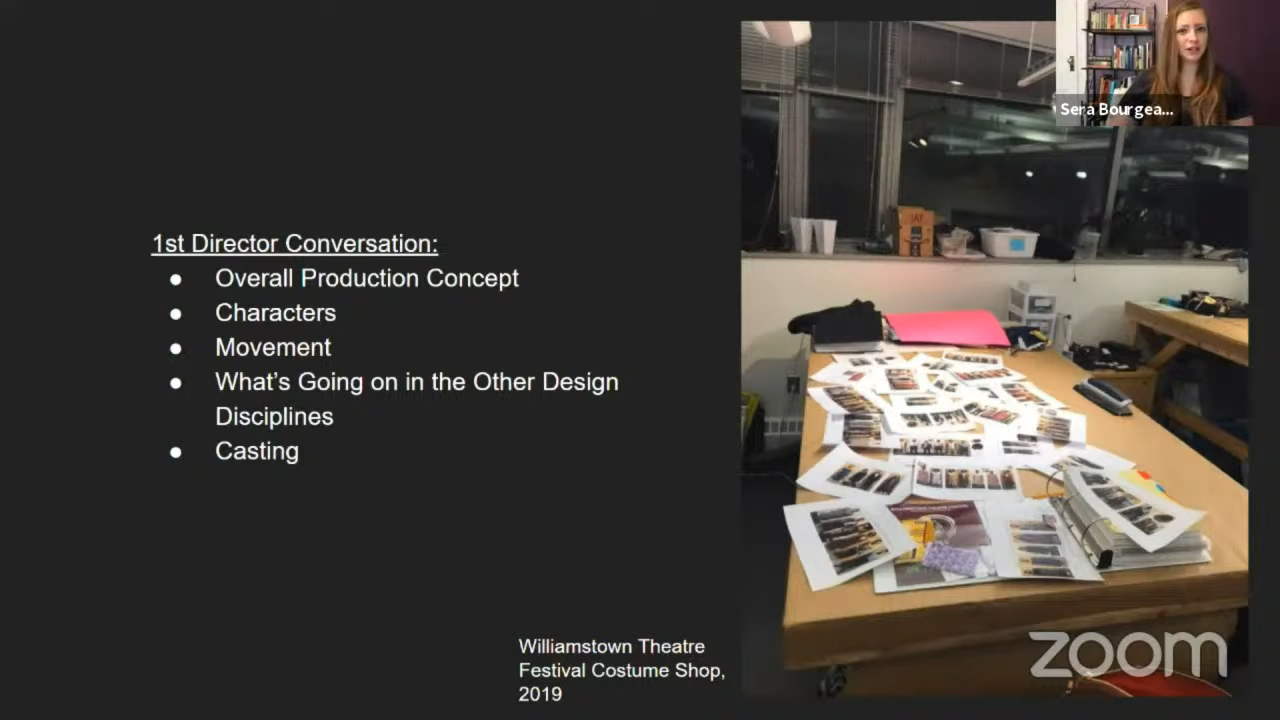 Sera Bourgea...
1st Director Conversation:
● Overall Production Concept
● Characters
● Movement
● What's Going on in the Other Design
Disciplines
● Casting
Williamstown Theatre
Festival Costume Shop,
2019
zoom